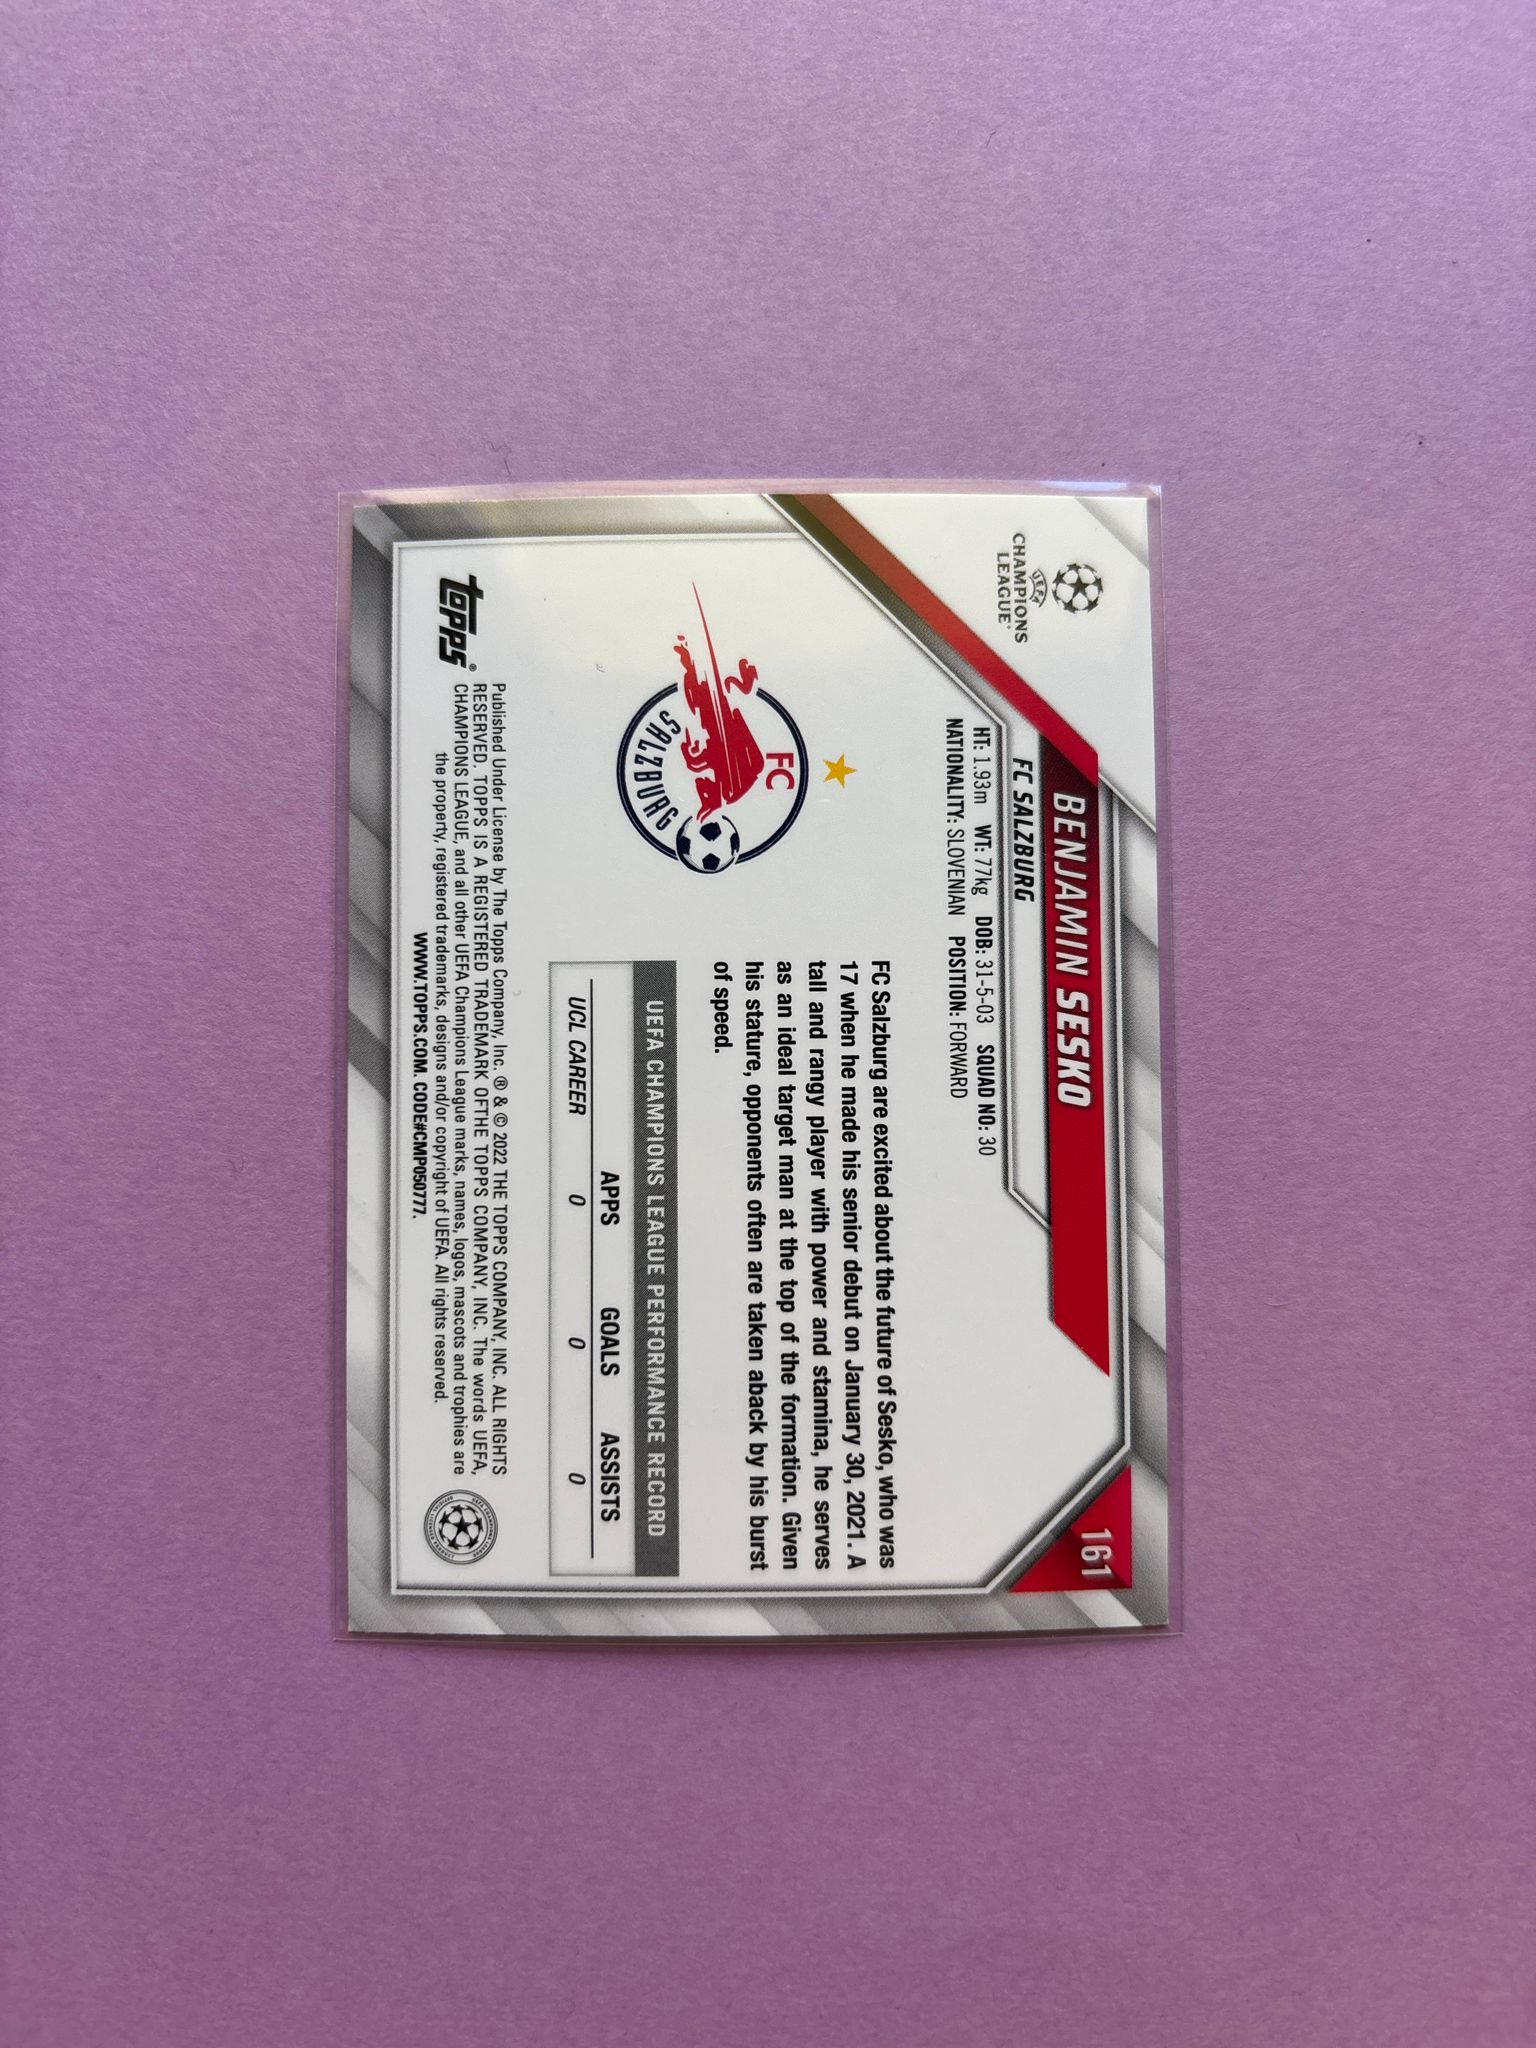 UEFA
CHAMPIONS
LEAGUE®
BENJAMIN SESKO
161
FC SALZBURG
HT: 1.93m WT: 77kg DOB: 31-5-03 SQUAD NO: 30
NATIONALITY: SLOVENIAN POSITION: FORWARD
FC
SALZBURG
FC Salzburg are excited about the future of Sesko, who was
17 when he made his senior debut on January 30, 2021. A
tall and rangy player with power and stamina, he serves
as an ideal target man at the top of the formation. Given
his stature, opponents often are taken aback by his burst
of speed.
UEFA CHAMPIONS LEAGUE PERFORMANCE RECORD
APPS GOALS ASSISTS
UCL CAREER 0 0 0
topps®
Published Under License by The Topps Company, Inc. ® & © 2022 THE TOPPS COMPANY, INC. ALL RIGHTS
RESERVED. TOPPS IS A REGISTERED TRADEMARK OFTHE TOPPS COMPANY, INC. The words UEFA,
CHAMPIONS LEAGUE, and all other UEFA Champions League marks, names, logos, mascots and trophies are
the property, registered trademarks, designs and/or copyright of UEFA. All rights reserved.
WWW.TOPPS.COM. CODE#CMP050777.